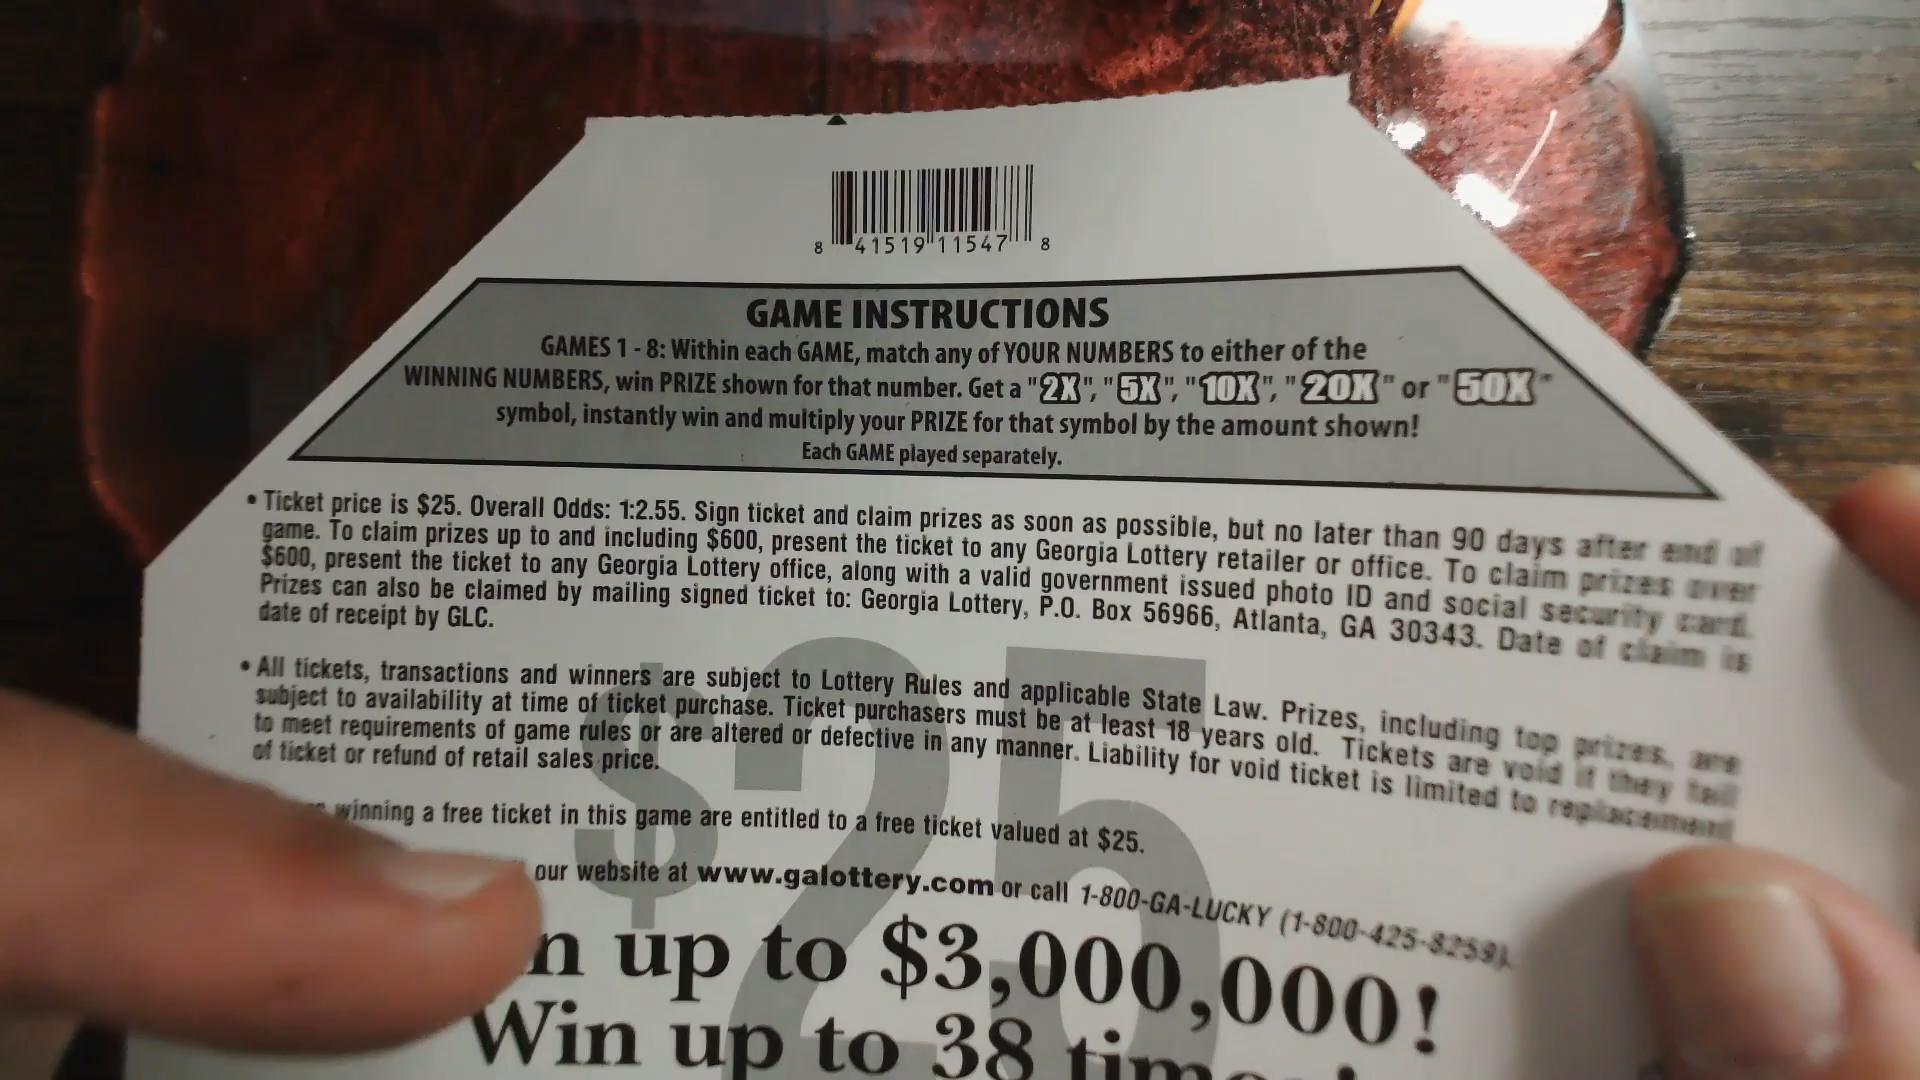 8 41519 11547 8
GAME INSTRUCTIONS
GAMES 1 - 8: Within each GAME, match any of YOUR NUMBERS to either of the
WINNING NUMBERS, win PRIZE shown for that number. Get a "2X", "5X", "10X", "20X" or "50X"
symbol, instantly win and multiply your PRIZE for that symbol by the amount shown!
Each GAME played separately.
• Ticket price is $25. Overall Odds: 1:2.55. Sign ticket and claim prizes as soon as possible, but no later than 90 days after end of
game. To claim prizes up to and including $600, present the ticket to any Georgia Lottery retailer or office. To claim prizes over
$600, present the ticket to any Georgia Lottery office, along with a valid government issued photo ID and social security card.
Prizes can also be claimed by mailing signed ticket to: Georgia Lottery, P.O. Box 56966, Atlanta, GA 30343. Date of claim is
date of receipt by GLC.
• All tickets, transactions and winners are subject to Lottery Rules and applicable State Law. Prizes, including top prizes, are
subject to availability at time of ticket purchase. Ticket purchasers must be at least 18 years old. Tickets are void if they fail
to meet requirements of game rules or are altered or defective in any manner. Liability for void ticket is limited to replacement
of ticket or refund of retail sales price.
winning a free ticket in this game are entitled to a free ticket valued at $25.
our website at www.galottery.com or call 1-800-GA-LUCKY (1-800-425-8259).
$25
n up to $3,000,000!
Win up to 38